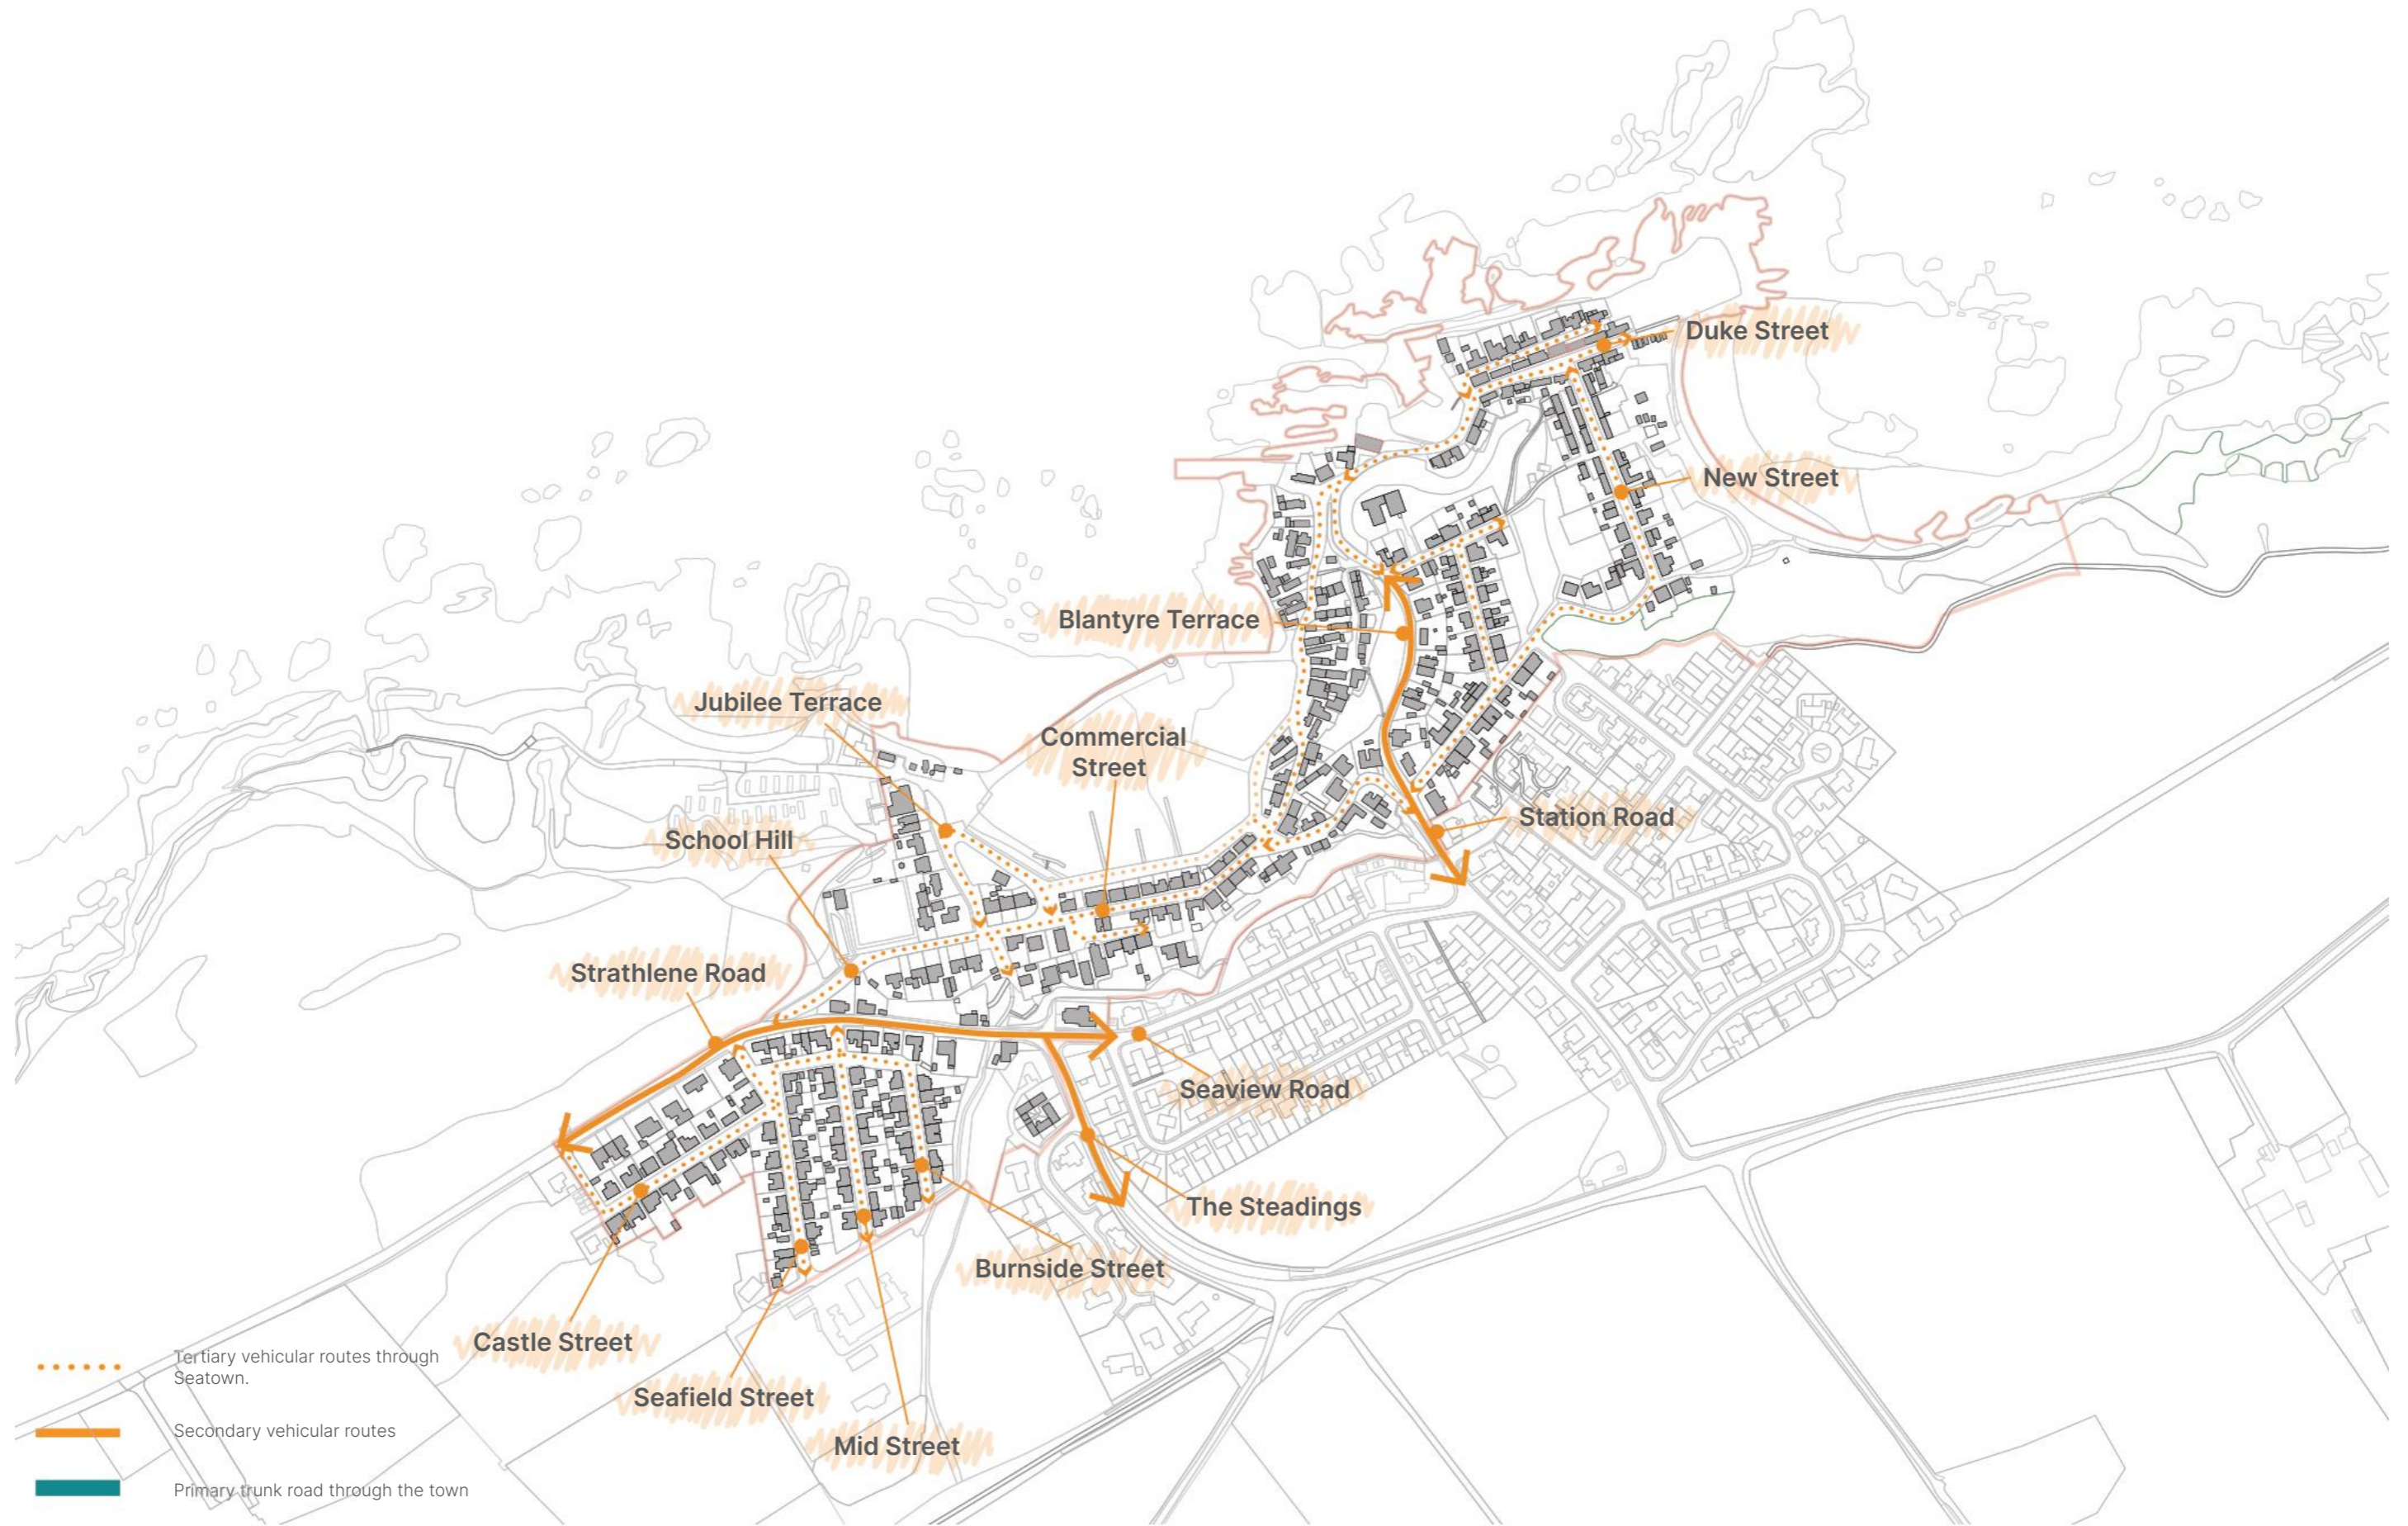 Duke Street
New Street
Blantyre Terrace
Jubilee Terrace
Commercial
Street
Station Road
School Hill
Strathlene Road
Seaview Road
The Steadings
Burnside Street
Castle Street
Seafield Street
Mid Street
Tertiary vehicular routes through
Seatown.
Secondary vehicular routes
Primary trunk road through the town